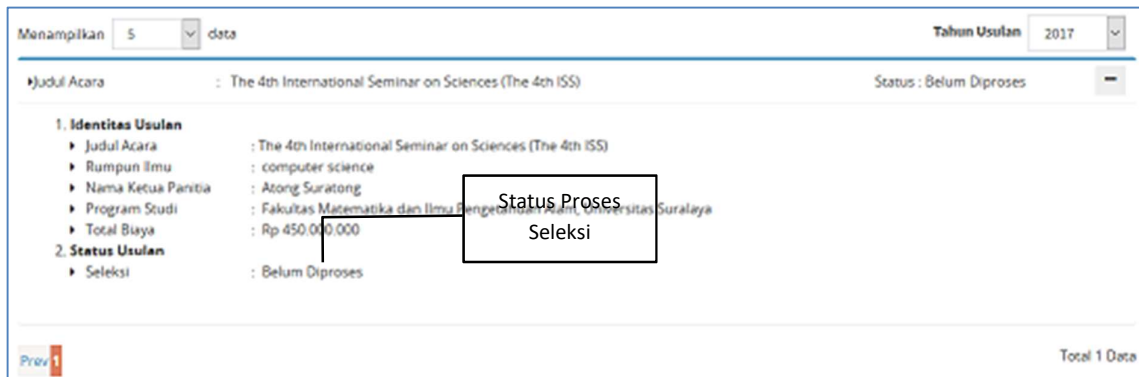 Menampilkan 5 data Tahun Usulan 2017
Judul Acara : The 4th International Seminar on Sciences (The 4th ISS) Status : Belum Diproses
1. Identitas Usulan
Judul Acara : The 4th International Seminar on Sciences (The 4th ISS)
Rumpun Ilmu : computer science
Nama Ketua Panitia : Atong Suratong
Program Studi : Fakultas Matematika dan Ilmu Pengetahuan Alam, Universitas Suralaya
Total Biaya : Rp 450.000.000
2. Status Usulan
Seleksi : Belum Diproses
Status Proses
Seleksi
Prev 1 Total 1 Data